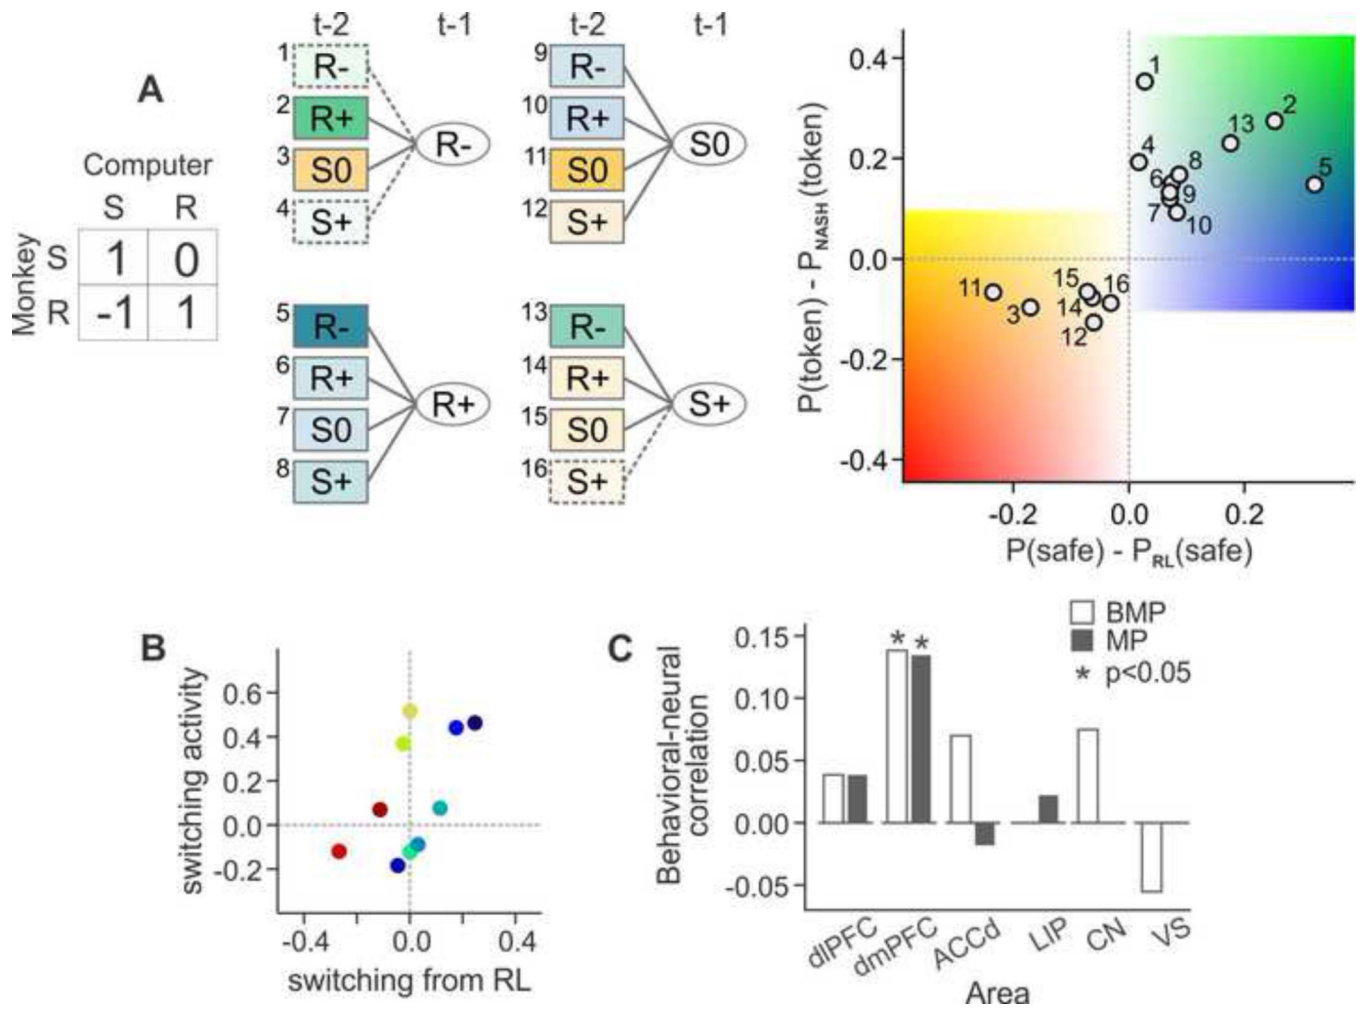 A
Computer
S R
Monkey
S 1 0
R -1 1
t-2 t-1
1 R-
2 R+
3 S0
4 S+
R-
5 R-
6 R+
7 S0
8 S+
R+
t-2 t-1
9 R-
10 R+
11 S0
12 S+
S0
13 R-
14 R+
15 S0
16 S+
S+
P(token) - PNASH(token)
0.4
0.2
0.0
-0.2
-0.4
1
2
13
4
8
5
6
9
7
10
11
15
16
3
14
12
-0.2 0.0 0.2
P(safe) - PRL(safe)
B
switching activity
0.6
0.4
0.2
0.0
-0.2
-0.4 0.0 0.4
switching from RL
C
Behavioral-neural
correlation
BMP
MP
* p<0.05
* *
0.15
0.10
0.05
0.00
-0.05
dlPFC dmPFC ACCd LIP CN VS
Area